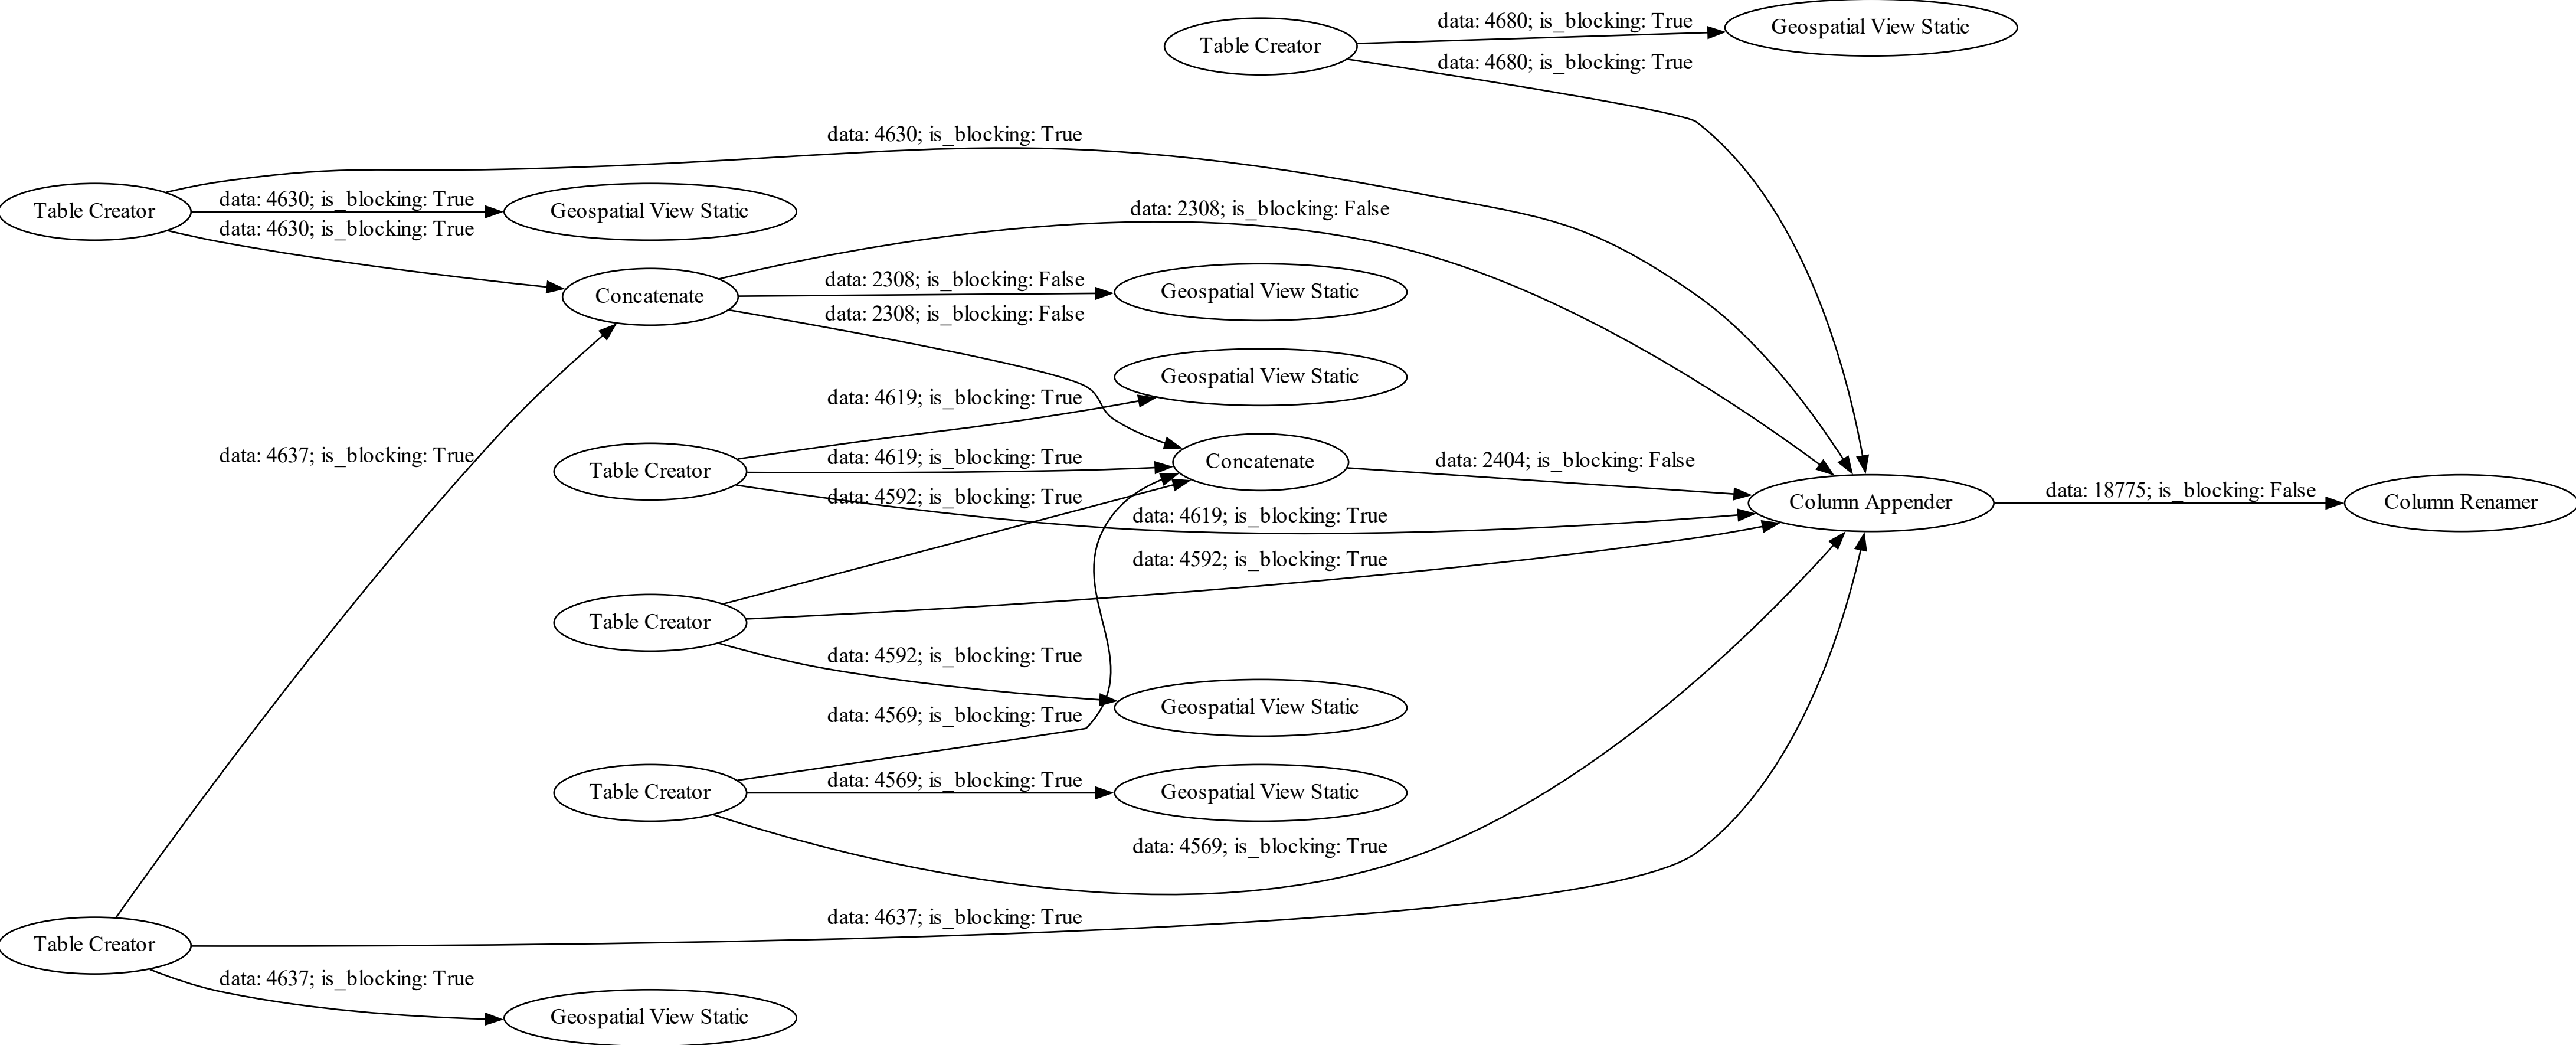 data: 4680; is_blocking: True
Geospatial View Static
Table Creator
data: 4680; is_blocking: True
data: 4630; is_blocking: True
data: 4630; is_blocking: True
Table Creator
Geospatial View Static
data: 4630; is_blocking: True
data: 2308; is_blocking: False
data: 2308; is_blocking: False
Geospatial View Static
Concatenate
data: 2308; is_blocking: False
Geospatial View Static
data: 4619; is_blocking: True
data: 4637; is_blocking: True
data: 4619; is_blocking: True
Table Creator
Concatenate
data: 2404; is_blocking: False
data: 4592; is_blocking: True
data: 4619; is_blocking: True
Column Appender
data: 18775; is_blocking: False
Column Renamer
data: 4592; is_blocking: True
Table Creator
data: 4592; is_blocking: True
Geospatial View Static
data: 4569; is_blocking: True
data: 4569; is_blocking: True
Table Creator
Geospatial View Static
data: 4569; is_blocking: True
data: 4637; is_blocking: True
Table Creator
data: 4637; is_blocking: True
Geospatial View Static